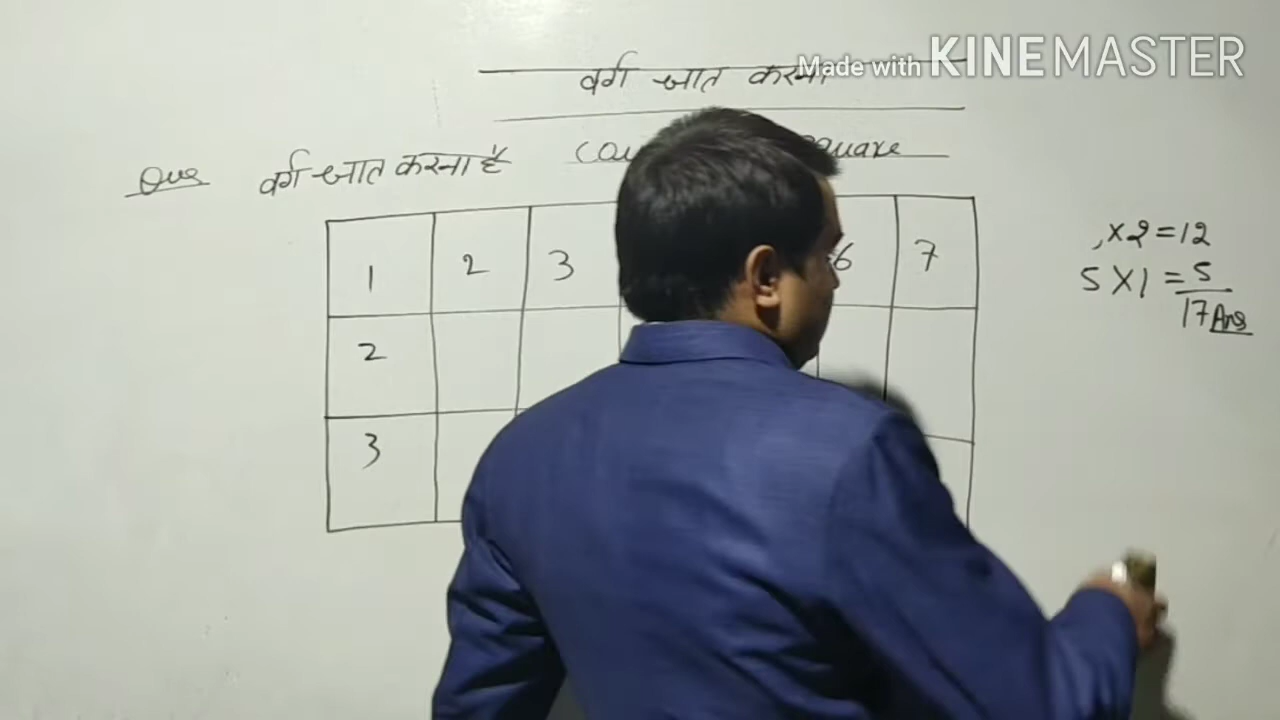 Made with KINEMASTER
वर्ग ज्ञात करना
Que वर्ग ज्ञात करना है
1 2 3 6 7
2
3
x2=12
5x1=5
17 Ans